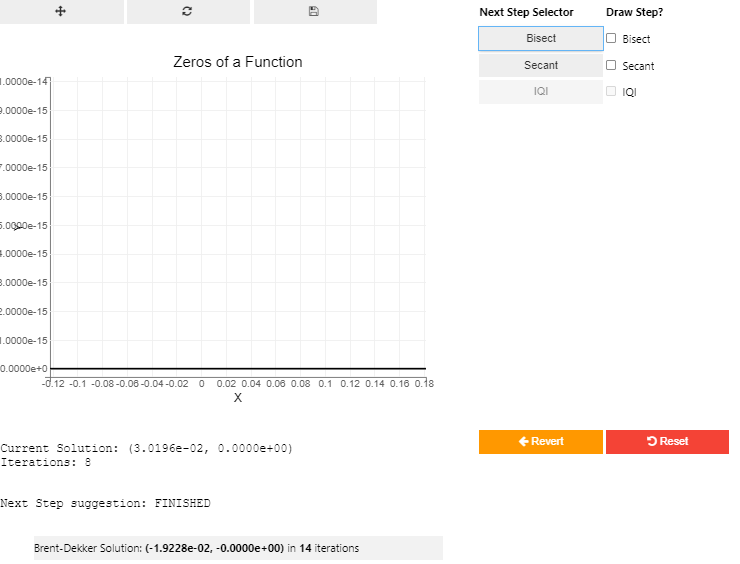 Next Step Selector Draw Step?
Bisect Bisect
Secant Secant
IQI IQI
Zeros of a Function
1.0000e-14
9.0000e-15
8.0000e-15
7.0000e-15
6.0000e-15
5.0000e-15
Y
4.0000e-15
3.0000e-15
2.0000e-15
1.0000e-15
0.0000e+0
-0.12 -0.1 -0.08 -0.06 -0.04 -0.02 0 0.02 0.04 0.06 0.08 0.1 0.12 0.14 0.16 0.18
X
Revert Reset
Current Solution: (3.0196e-02, 0.0000e+00)
Iterations: 8
Next Step suggestion: FINISHED
Brent-Dekker Solution: (-1.9228e-02, -0.0000e+00) in 14 iterations